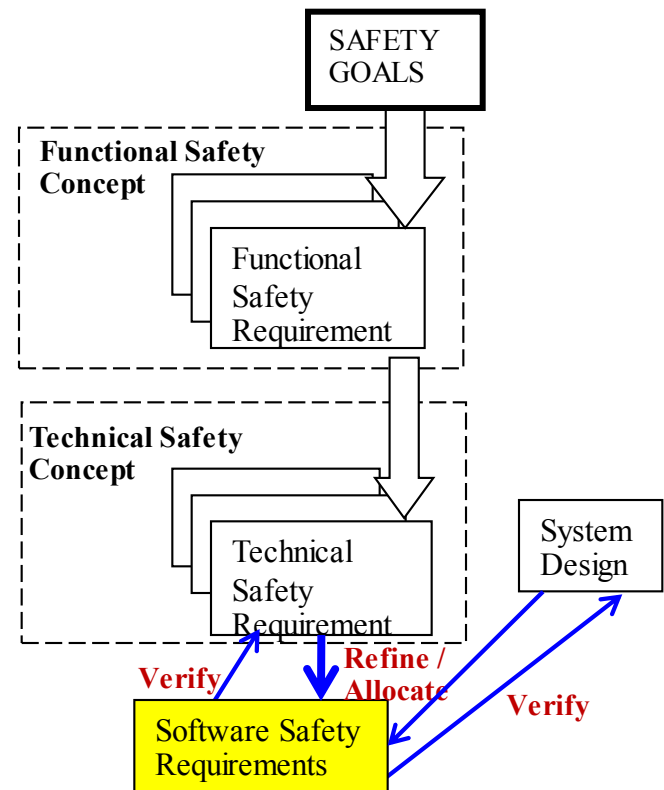 SAFETY
GOALS
Functional Safety
Concept
Functional
Safety
Requirement
Technical Safety
Concept
Technical
Safety
Requirement
System
Design
Verify
Refine /
Allocate
Verify
Software Safety
Requirements